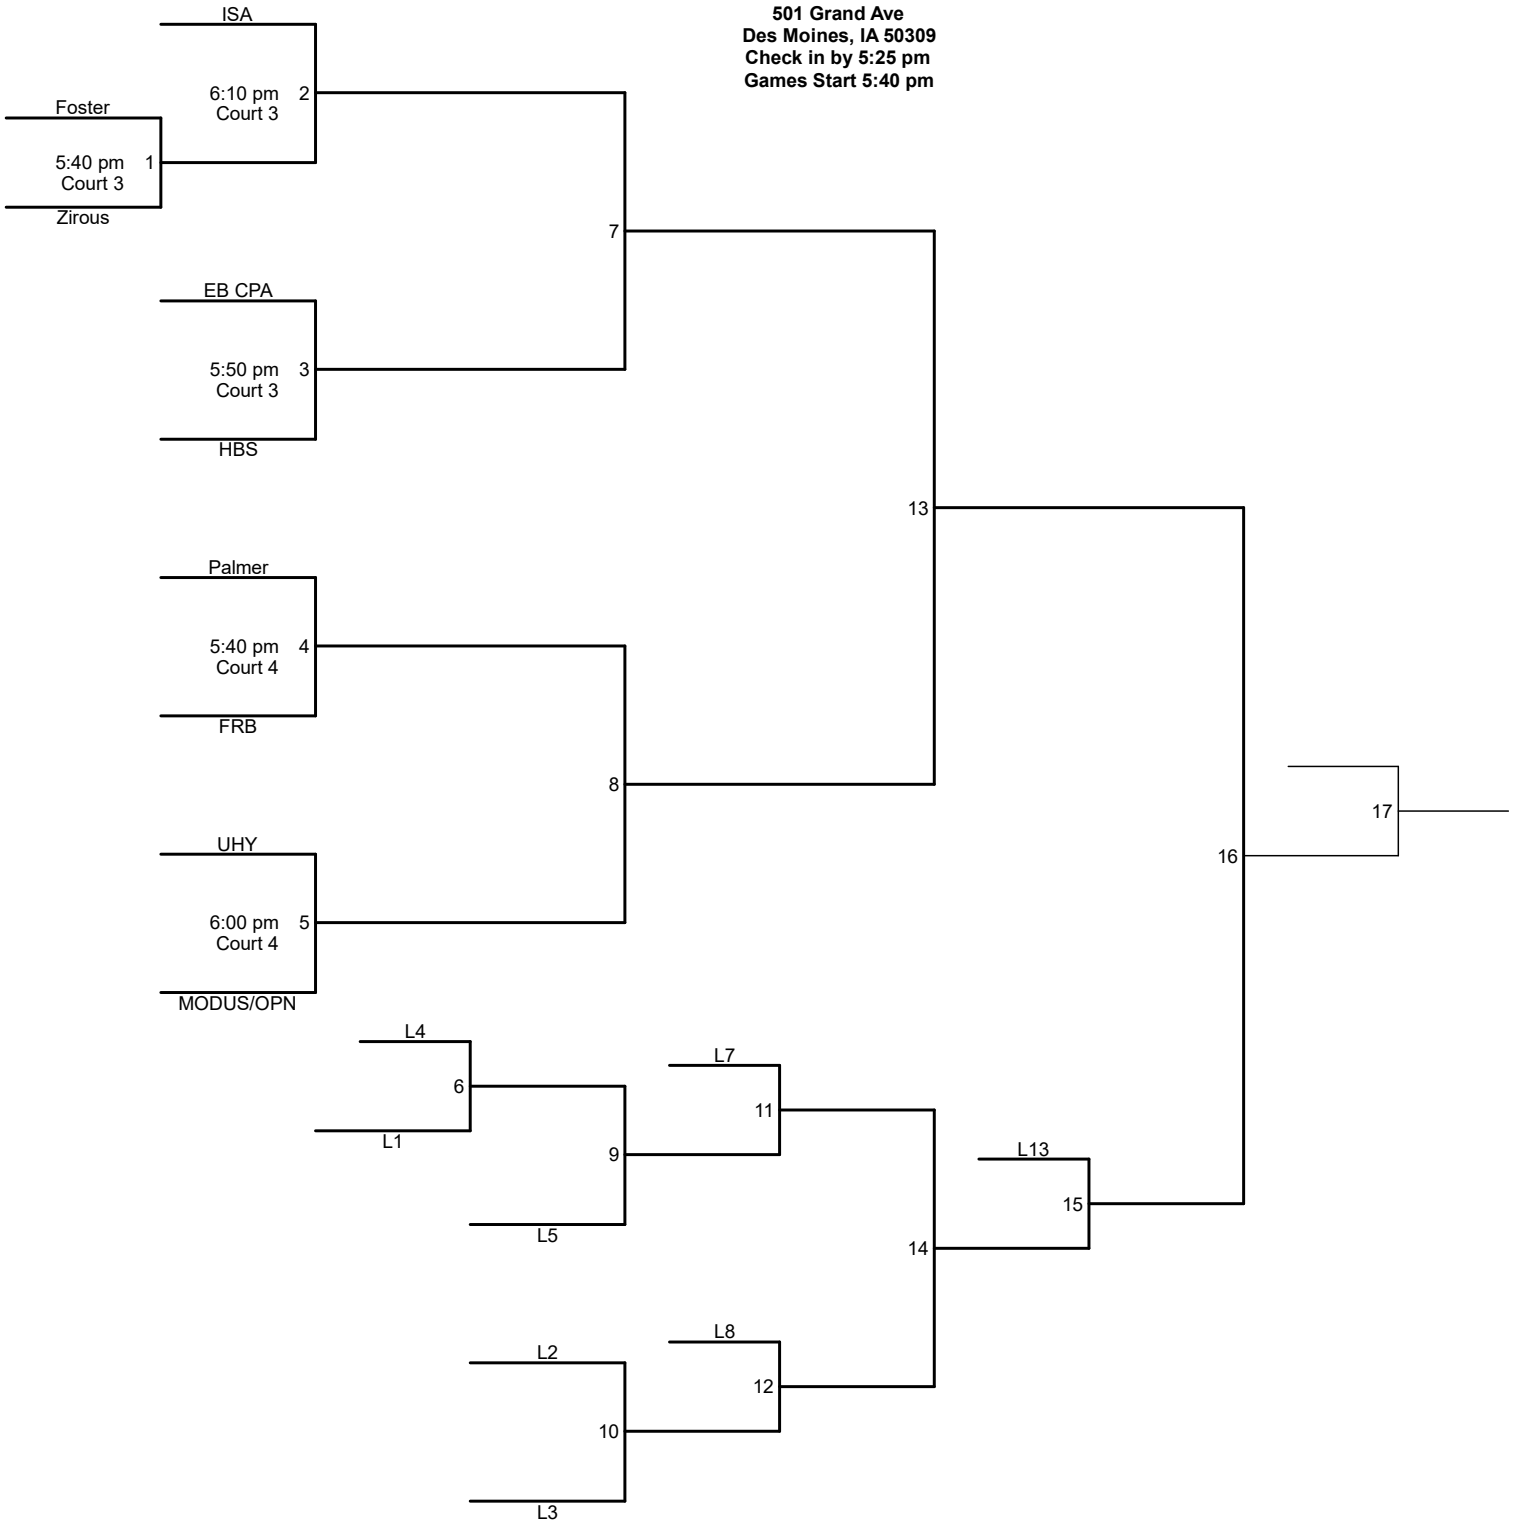 501 Grand Ave
Des Moines, IA 50309
Check in by 5:25 pm
Games Start 5:40 pm
ISA
6:10 pm 2
Court 3
Foster
5:40 pm 1
Court 3
Zirous
7
EB CPA
5:50 pm 3
Court 3
HBS
13
Palmer
5:40 pm 4
Court 4
FRB
8
17
UHY
16
6:00 pm 5
Court 4
MODUS/OPN
L4
L7
6
11
L1
L13
9
15
L5
14
L8
L2
12
10
L3